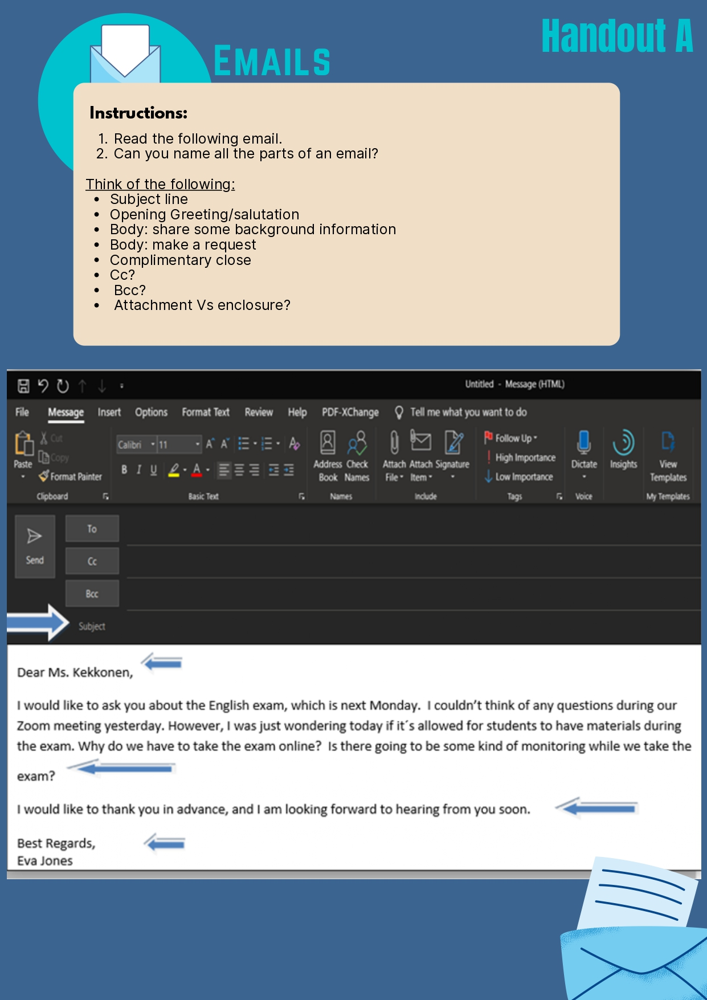 Handout A
EMAILS
Instructions:
1. Read the following email.
2. Can you name all the parts of an email?
Think of the following:
• Subject line
• Opening Greeting/salutation
• Body: share some background information
• Body: make a request
• Complimentary close
• Cc?
• Bcc?
• Attachment Vs enclosure?
Untitled - Message (HTML)
File Message Insert Options Format Text Review Help PDF-XChange Tell me what you want to do
Cut
Calibri 11
Follow Up
Copy
High Importance
Paste
Address Check Attach Attach Signature
Dictate Insights View
Format Painter
B I U
Book Names File Item
Low Importance
Templates
Clipboard Basic Text Names Include Tags Voice My Templates
To
Send
Cc
Bcc
Subject
Dear Ms. Kekkonen,
I would like to ask you about the English exam, which is next Monday.  I couldn’t think of any questions during our
Zoom meeting yesterday. However, I was just wondering today if it´s allowed for students to have materials during
the exam. Why do we have to take the exam online?  Is there going to be some kind of monitoring while we take the
exam?
I would like to thank you in advance, and I am looking forward to hearing from you soon.
Best Regards,
Eva Jones